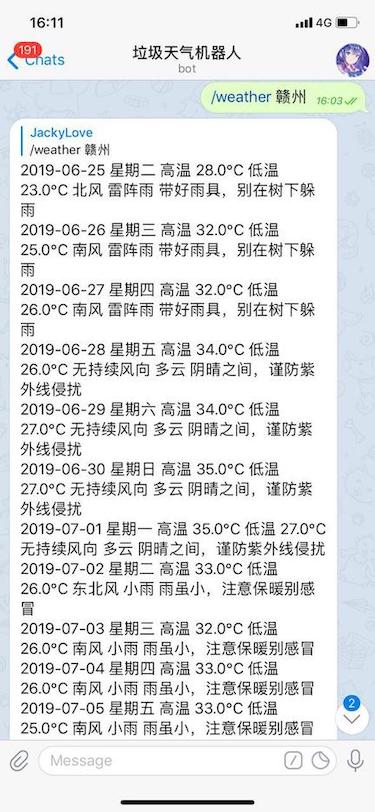 16:11
4G
191
Chats
垃圾天气机器人
bot
/weather 赣州
16:03
JackyLove
/weather 赣州
2019-06-25 星期二 高温 28.0°C 低温
23.0°C 北风 雷阵雨 带好雨具，别在树下躲
雨
2019-06-26 星期三 高温 32.0°C 低温
25.0°C 南风 雷阵雨 带好雨具，别在树下躲
雨
2019-06-27 星期四 高温 32.0°C 低温
26.0°C 南风 雷阵雨 带好雨具，别在树下躲
雨
2019-06-28 星期五 高温 34.0°C 低温
26.0°C 无持续风向 多云 阴晴之间，谨防紫
外线侵扰
2019-06-29 星期六 高温 34.0°C 低温
27.0°C 无持续风向 多云 阴晴之间，谨防紫
外线侵扰
2019-06-30 星期日 高温 35.0°C 低温
27.0°C 无持续风向 多云 阴晴之间，谨防紫
外线侵扰
2019-07-01 星期一 高温 35.0°C 低温 27.0°C
无持续风向 多云 阴晴之间，谨防紫外线侵扰
2019-07-02 星期二 高温 33.0°C 低温
26.0°C 东北风 小雨 雨虽小，注意保暖别感
冒
2019-07-03 星期三 高温 32.0°C 低温
26.0°C 南风 小雨 雨虽小，注意保暖别感冒
2019-07-04 星期四 高温 33.0°C 低温
26.0°C 南风 小雨 雨虽小，注意保暖别感冒
2019-07-05 星期五 高温 33.0°C 低温
25.0°C 南风 小雨 雨虽小，注意保暖别感冒
2
Message